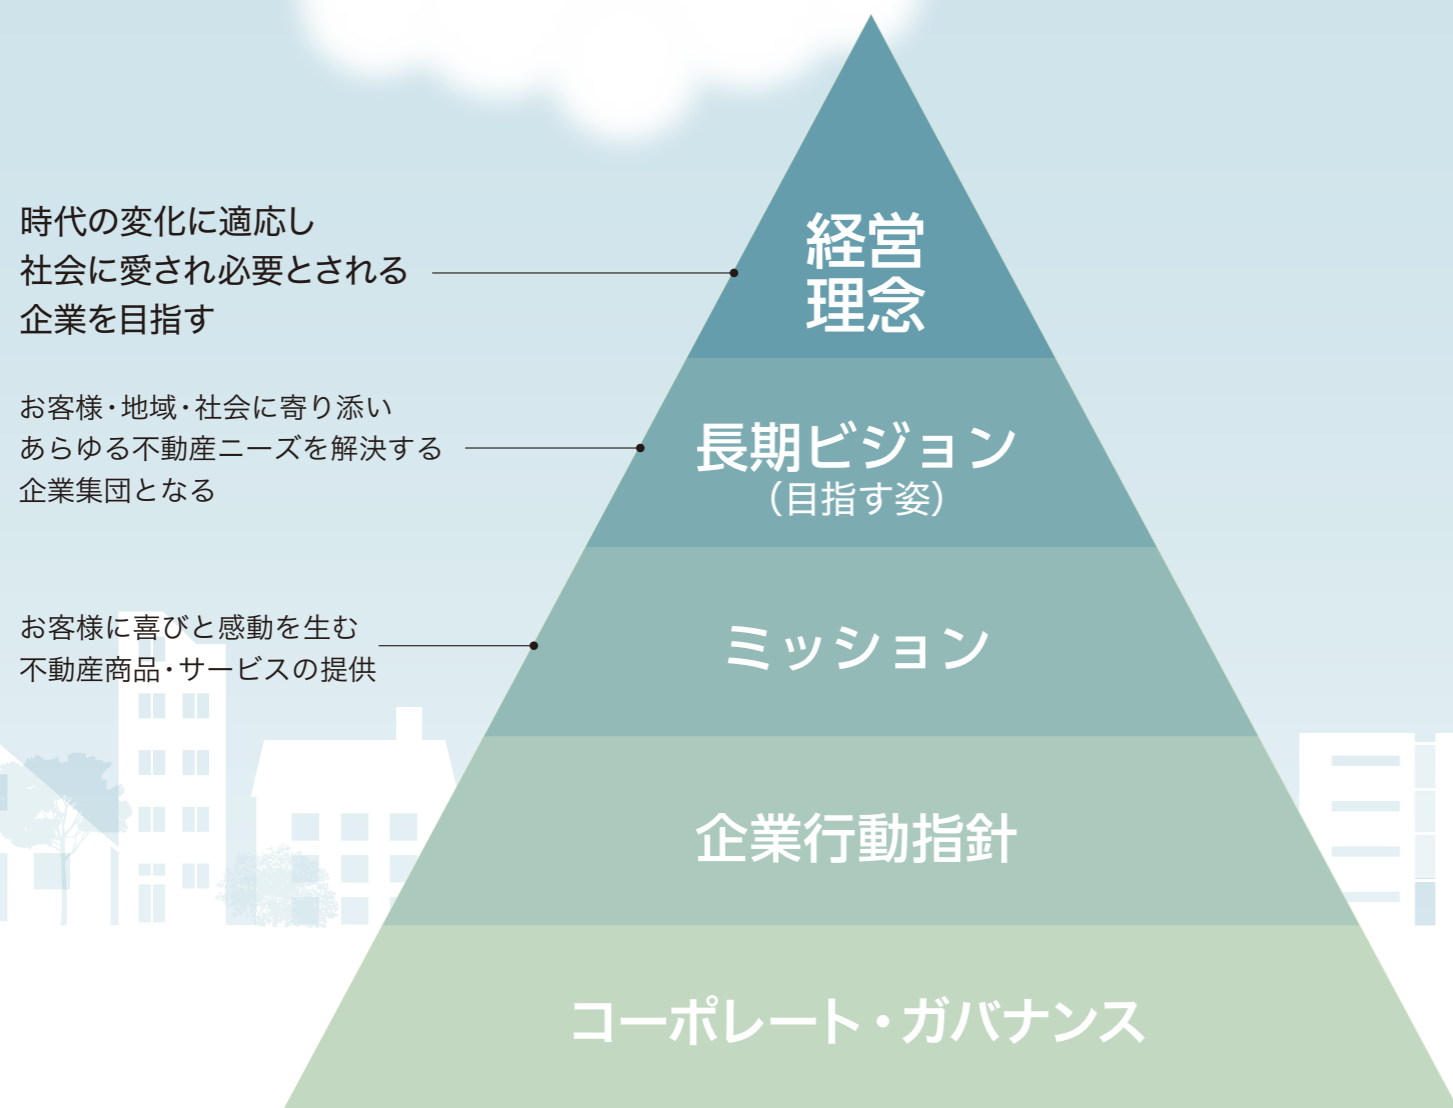 時代の変化に適応し
社会に愛され必要とされる
企業を目指す
経営
理念
お客様・地域・社会に寄り添い
あらゆる不動産ニーズを解決する
企業集団となる
長期ビジョン
（目指す姿）
お客様に喜びと感動を生む
不動産商品・サービスの提供
ミッション
企業行動指針
コーポレート・ガバナンス